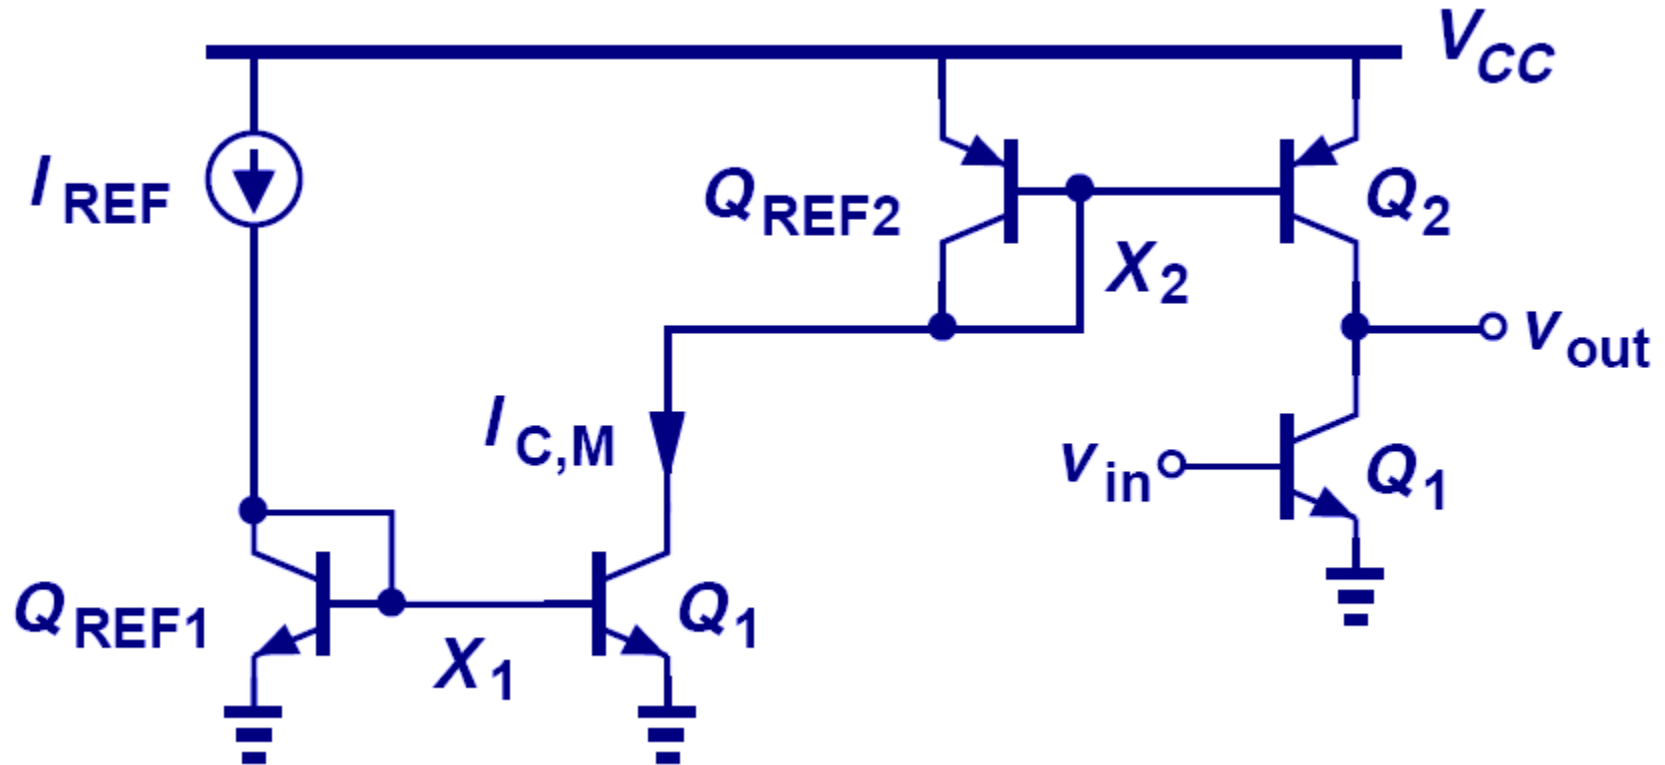 V_CC
I_REF
Q_REF2
Q_2
X_2
v_out
I_C,M
v_in
Q_1
Q_REF1
X_1
Q_1